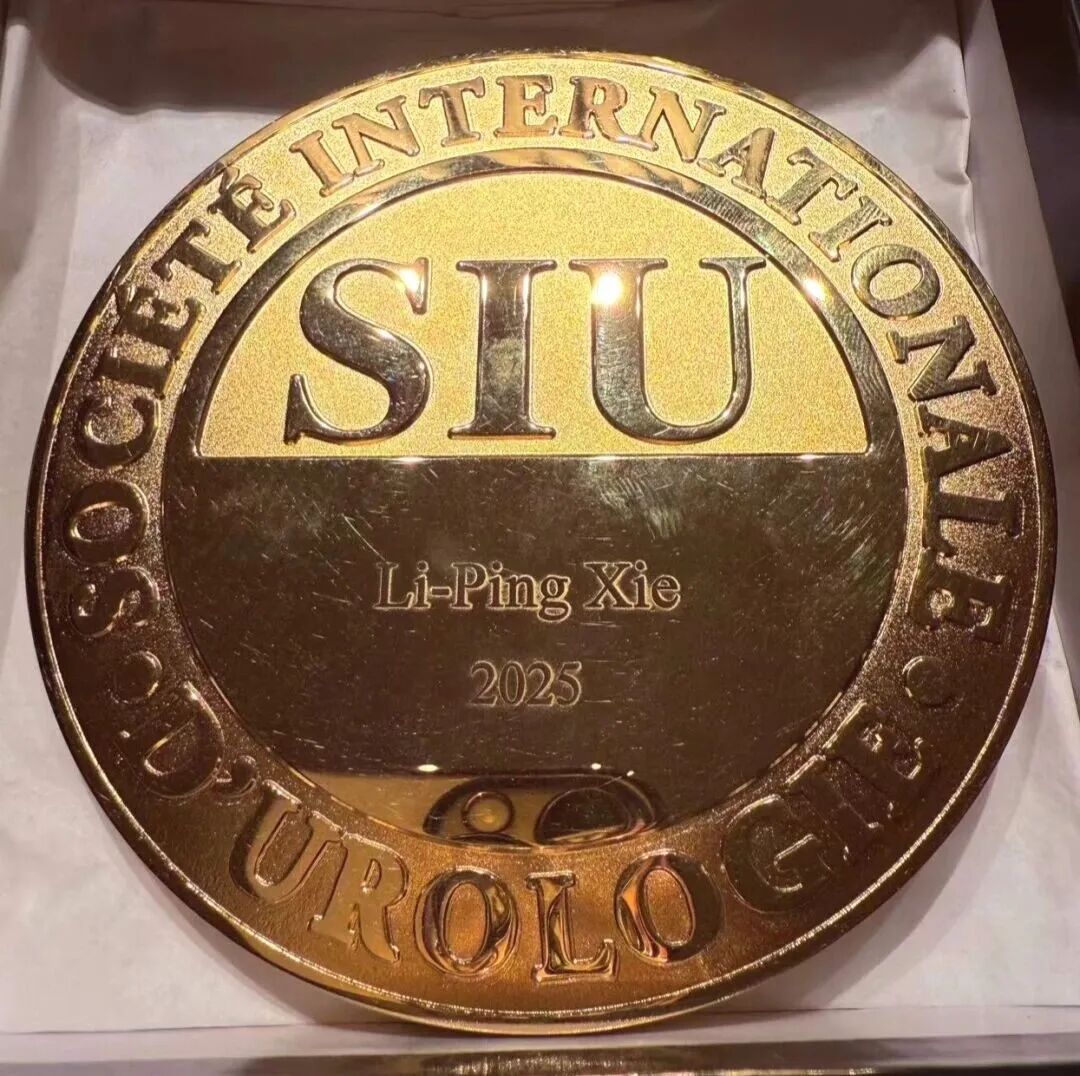 SOCIÉTÉ INTERNATIONALE
SIU
Li-Ping Xie
2025
D'UROLOGIE